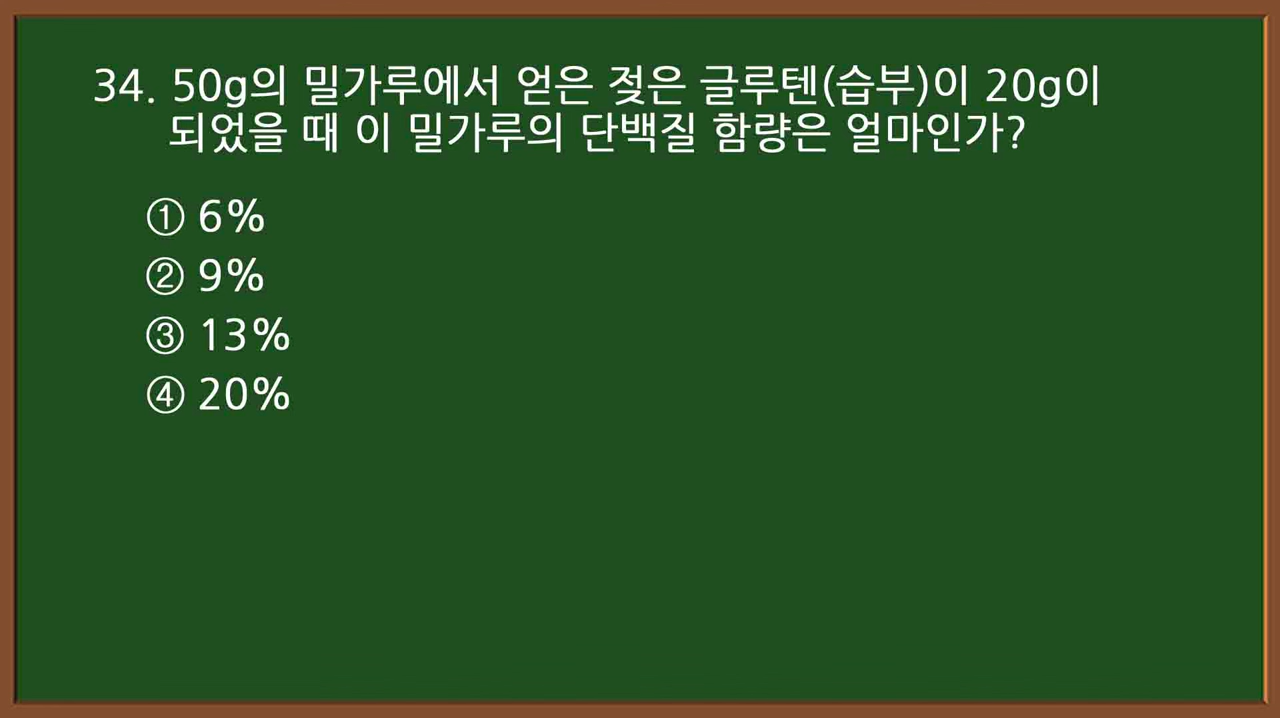 34. 50g의 밀가루에서 얻은 젖은 글루텐(습부)이 20g이
되었을 때 이 밀가루의 단백질 함량은 얼마인가?
① 6%
② 9%
③ 13%
④ 20%